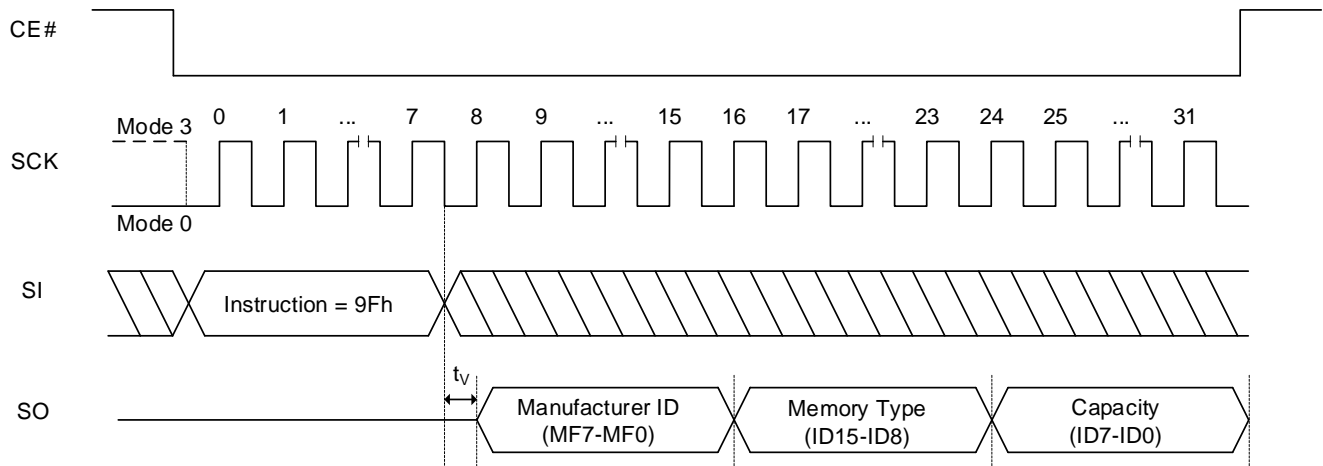 CE#
0 1 ... 7 8 9 ... 15 16 17 ... 23 24 25 ... 31
Mode 3
SCK
Mode 0
SI
Instruction = 9Fh
tV
SO
Manufacturer ID
(MF7-MF0)
Memory Type
(ID15-ID8)
Capacity
(ID7-ID0)